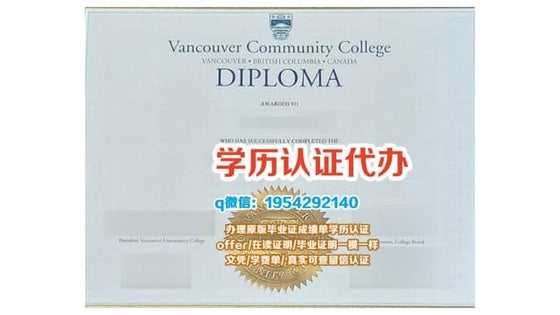 Vancouver Community College
VANCOUVER • BRITISH COLUMBIA • CANADA
DIPLOMA
AWARDED TO
WHO HAS SUCCESSFULLY COMPLETED THE
学历认证代办
q微信：1954292140
办理原版毕业证成绩单学历认证
offer/在读证明/毕业证明一模一样
文凭/学费单/真实可查留信认证
President, Vancouver Community College
College Board